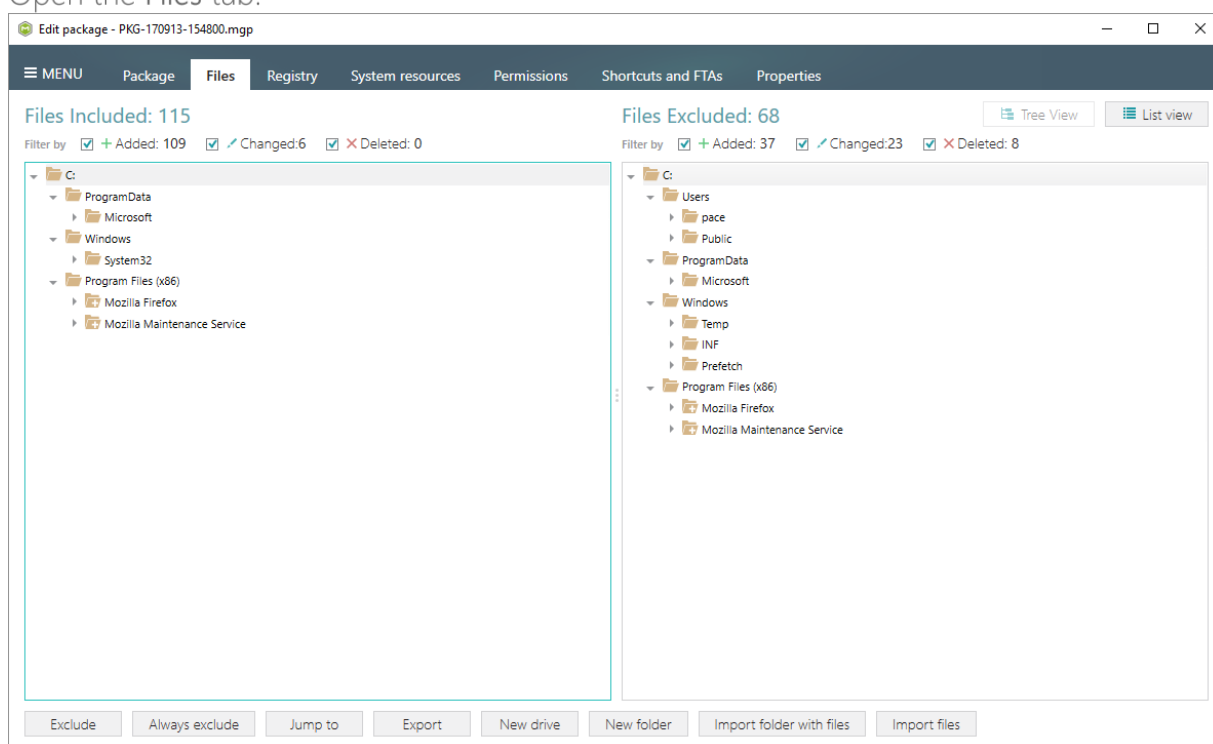 Open the Files tab.
Edit package - PKG-170913-154800.mgp
MENU Package Files Registry System resources Permissions Shortcuts and FTAs Properties
Files Included: 115
Filter by + Added: 109 Changed:6 Deleted: 0
C:
ProgramData
Microsoft
Windows
System32
Program Files (x86)
Mozilla Firefox
Mozilla Maintenance Service
Files Excluded: 68
Tree View List view
Filter by + Added: 37 Changed:23 Deleted: 8
C:
Users
pace
Public
ProgramData
Microsoft
Windows
Temp
INF
Prefetch
Program Files (x86)
Mozilla Firefox
Mozilla Maintenance Service
Exclude Always exclude Jump to Export New drive New folder Import folder with files Import files